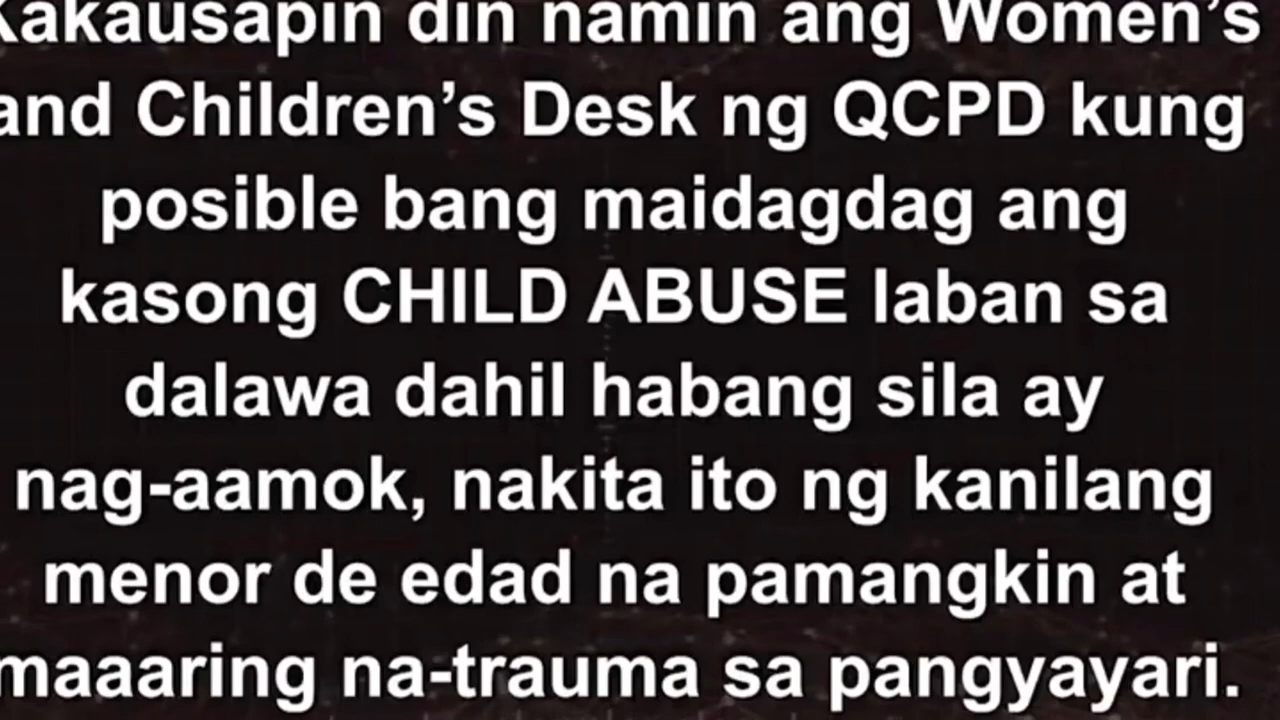 Kakausapin din namin ang Women's
and Children's Desk ng QCPD kung
posible bang maidagdag ang
kasong CHILD ABUSE laban sa
dalawa dahil habang sila ay
nag-aamok, nakita ito ng kanilang
menor de edad na pamangkin at
maaaring na-trauma sa pangyayari.